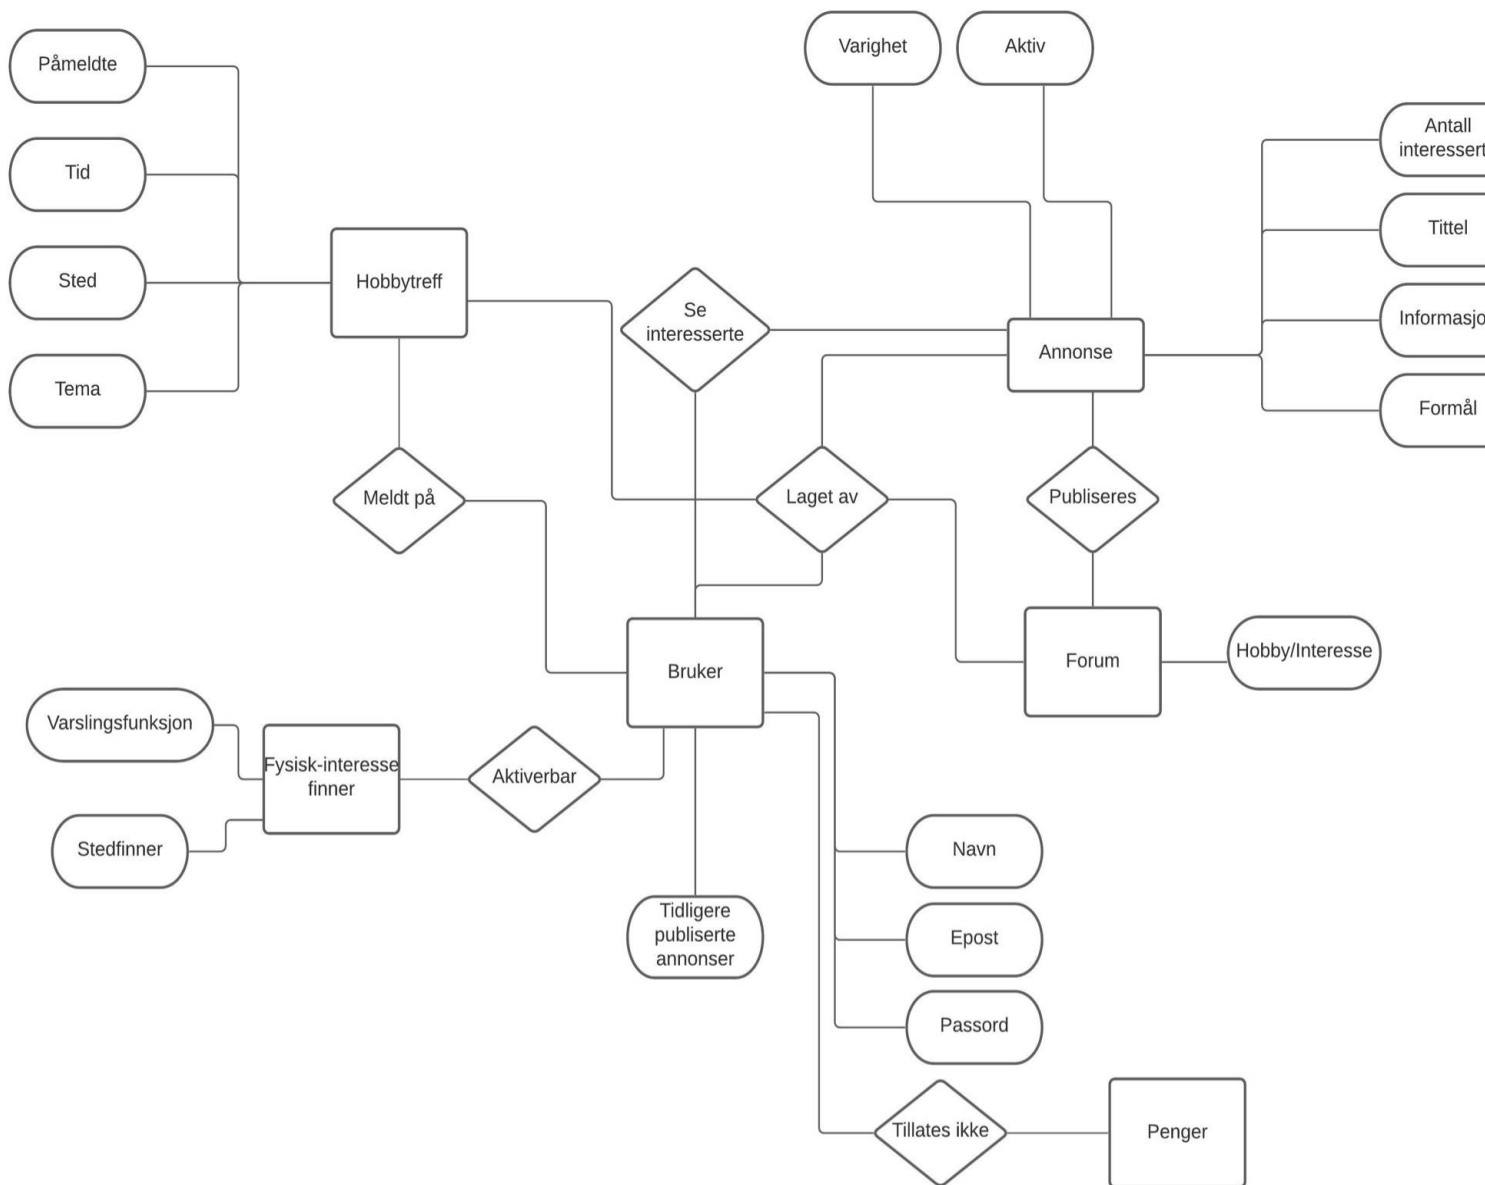 Varighet
Aktiv
Påmeldte
Antall
Tid
Tittel
Hobbytreff
Sted
Se
interesserte
Annonse
Tema
Formål
Meldt på
Laget av
Publiseres
Bruker
Forum
Hobby/Interesse
Varslingsfunksjon
Fysisk-interesse
finner
Aktiverbar
Stedfinner
Navn
Tidligere
publiserte
annonser
Epost
Passord
Tillates ikke
Penger